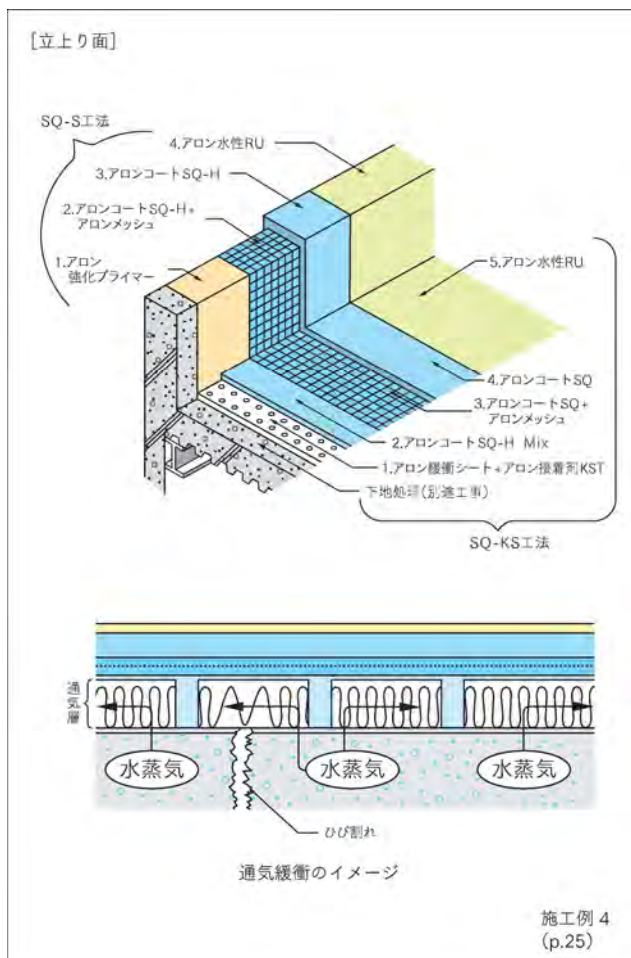 [立上り面]
SQ-S工法
4.アロン水性RU
3.アロンコートSQ-H
2.アロンコートSQ-H+
アロンメッシュ
1.アロン
強化プライマー
5.アロン水性RU
4.アロンコートSQ
3.アロンコートSQ+
アロンメッシュ
2.アロンコートSQ-H Mix
1.アロン緩衝シート+アロン接着剤KST
下地処理(別途工事)
SQ-KS工法
通気層
水蒸気
水蒸気
水蒸気
ひび割れ
通気緩衝のイメージ
施工例 4
(p.25)